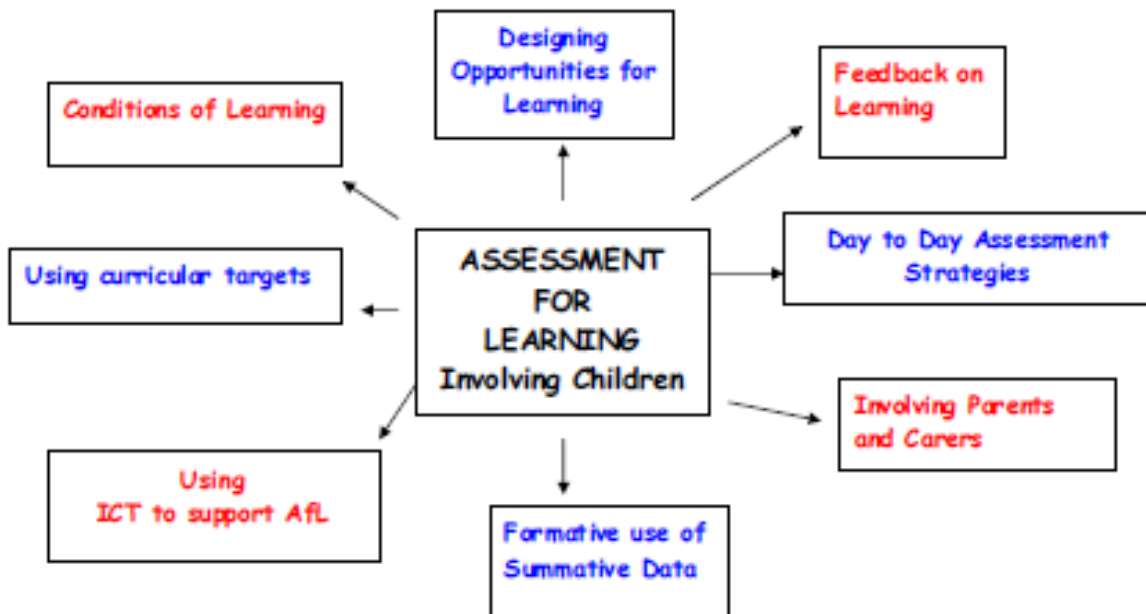 Designing
Opportunities for
Learning
Feedback on
Learning
Conditions of Learning
Day to Day Assessment
Strategies
ASSESSMENT
FOR
LEARNING
Involving Children
Using curricular targets
Involving Parents
and Carers
Using
ICT to support AfL
Formative use of
Summative Data